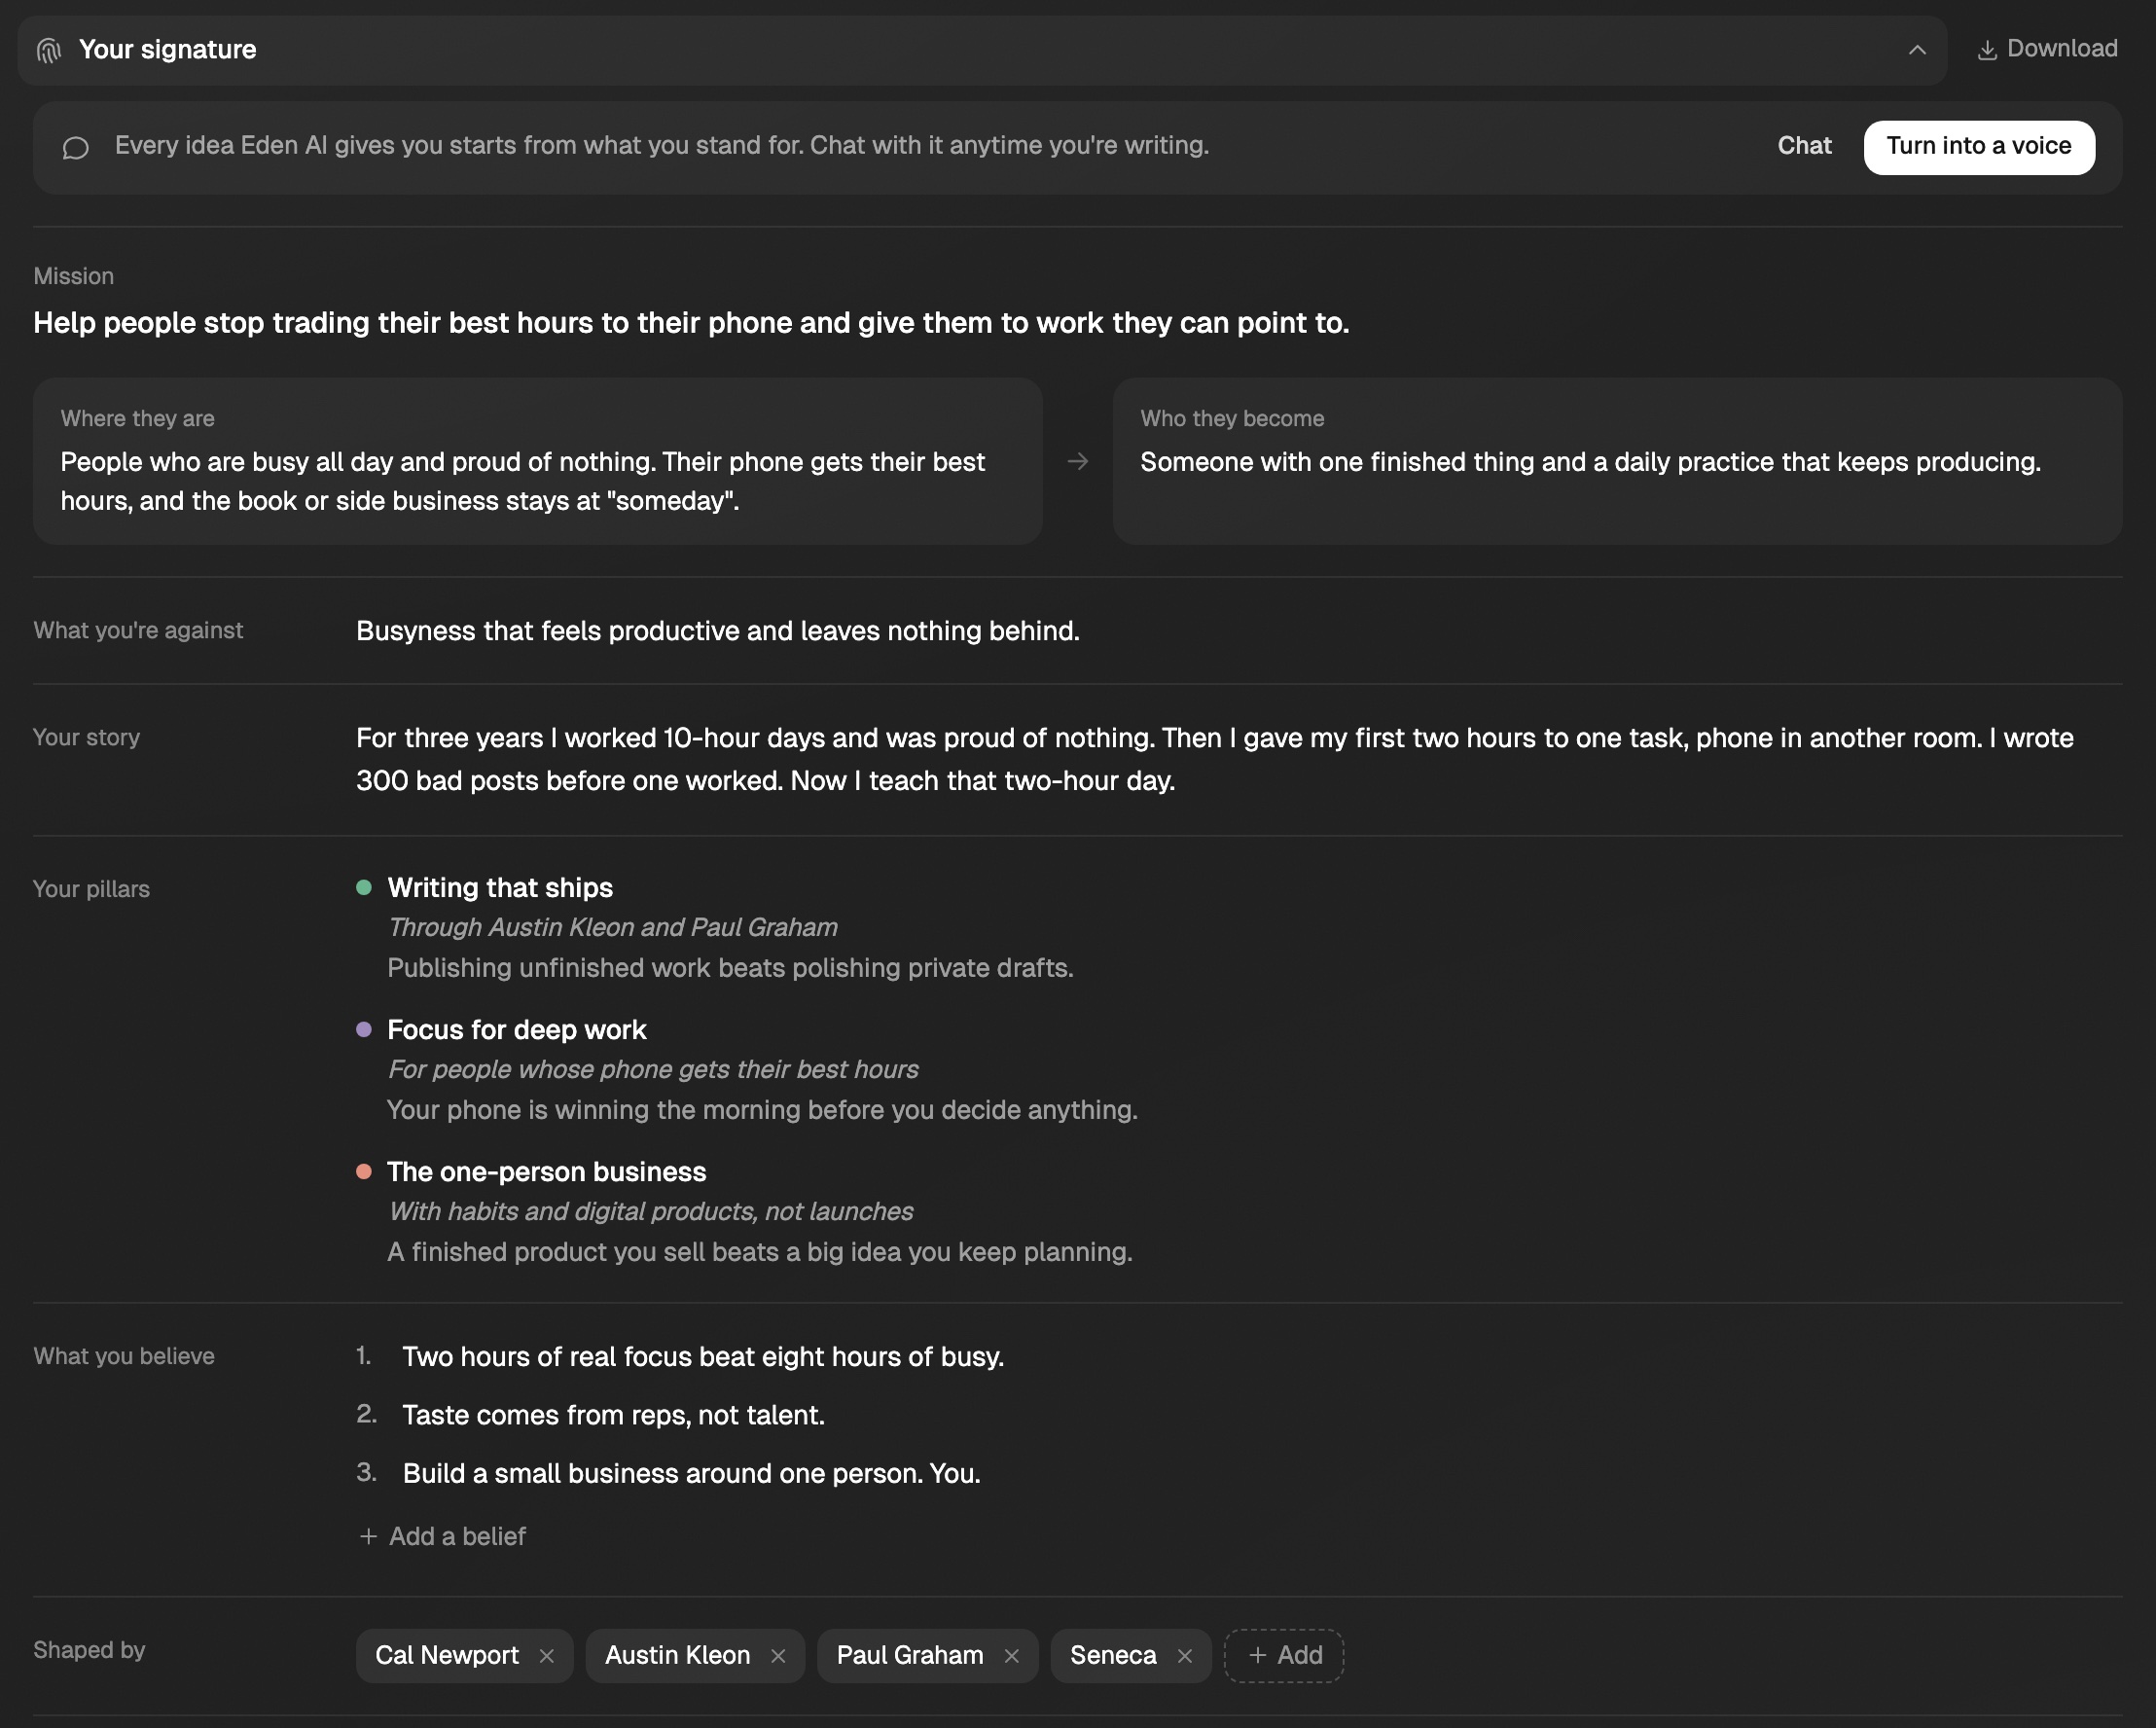 Your signature
Download
Every idea Eden AI gives you starts from what you stand for. Chat with it anytime you're writing.
Chat
Turn into a voice
Mission
Help people stop trading their best hours to their phone and give them to work they can point to.
Where they are
People who are busy all day and proud of nothing. Their phone gets their best
hours, and the book or side business stays at "someday".
Who they become
Someone with one finished thing and a daily practice that keeps producing.
What you're against
Busyness that feels productive and leaves nothing behind.
Your story
For three years I worked 10-hour days and was proud of nothing. Then I gave my first two hours to one task, phone in another room. I wrote
300 bad posts before one worked. Now I teach that two-hour day.
Your pillars
Writing that ships
Through Austin Kleon and Paul Graham
Publishing unfinished work beats polishing private drafts.
Focus for deep work
For people whose phone gets their best hours
Your phone is winning the morning before you decide anything.
The one-person business
With habits and digital products, not launches
A finished product you sell beats a big idea you keep planning.
What you believe
1. Two hours of real focus beat eight hours of busy.
2. Taste comes from reps, not talent.
3. Build a small business around one person. You.
+ Add a belief
Shaped by
Cal Newport × Austin Kleon × Paul Graham × Seneca × + Add